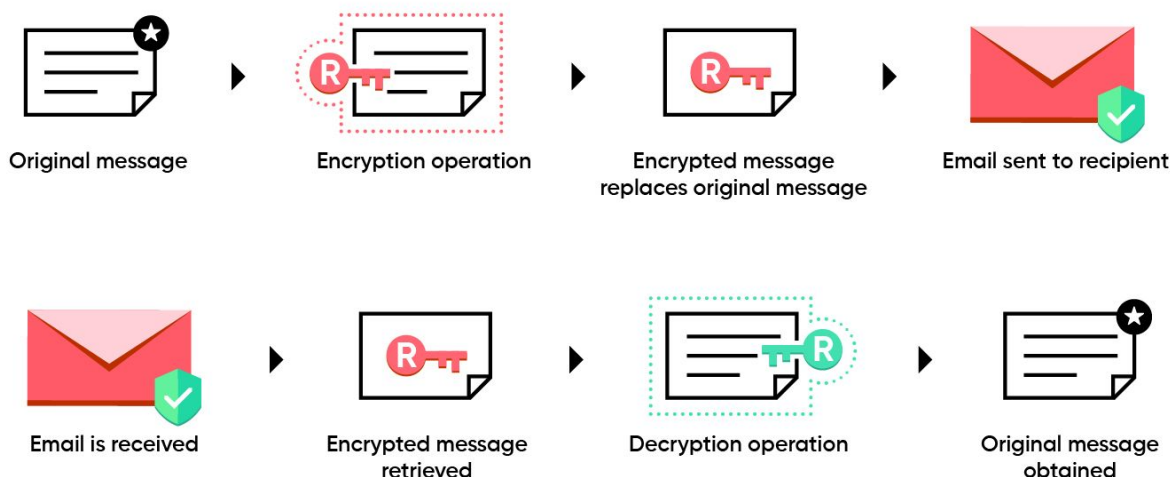 R
R
Original message
Encryption operation
Encrypted message
replaces original message
Email sent to recipient
R
R
Email is received
Encrypted message
retrieved
Decryption operation
Original message
obtained